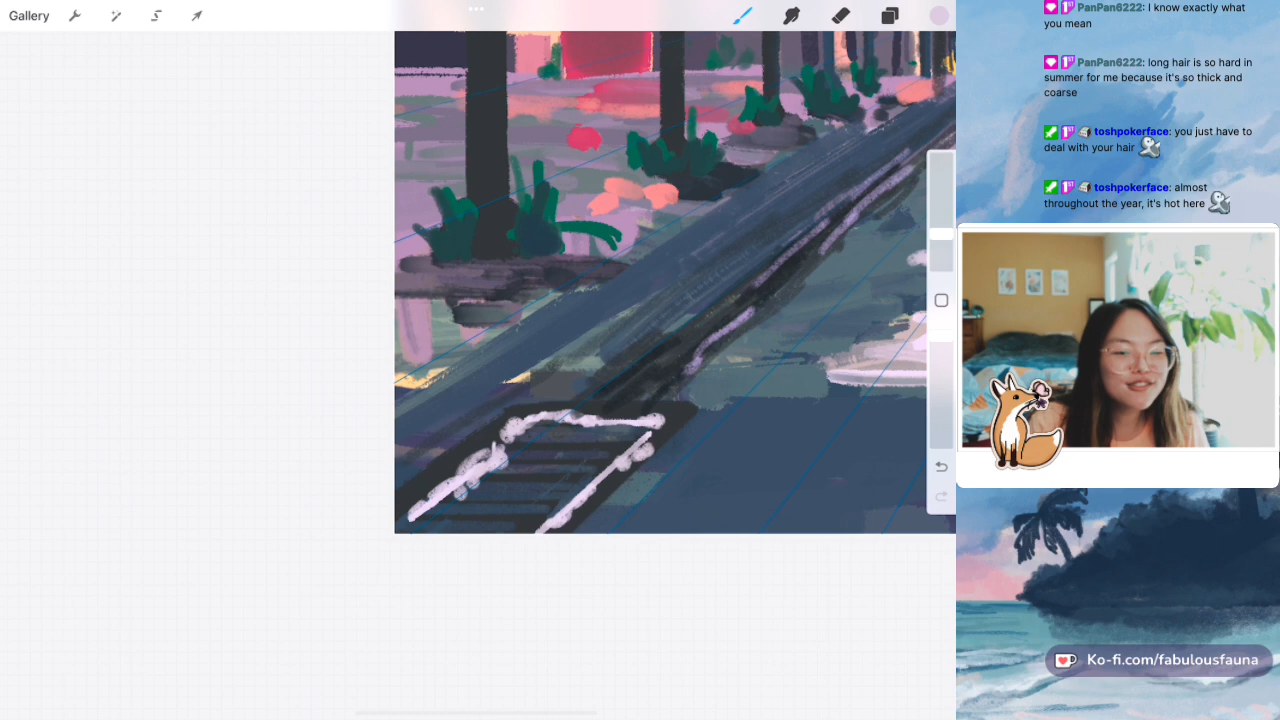 Gallery
PanPan6222: I know exactly what
you mean
PanPan6222: long hair is so hard in
summer for me because it's so thick and
coarse
toshpokerface: you just have to
deal with your hair
toshpokerface: almost
throughout the year, it's hot here
Ko-fi.com/fabulousfauna